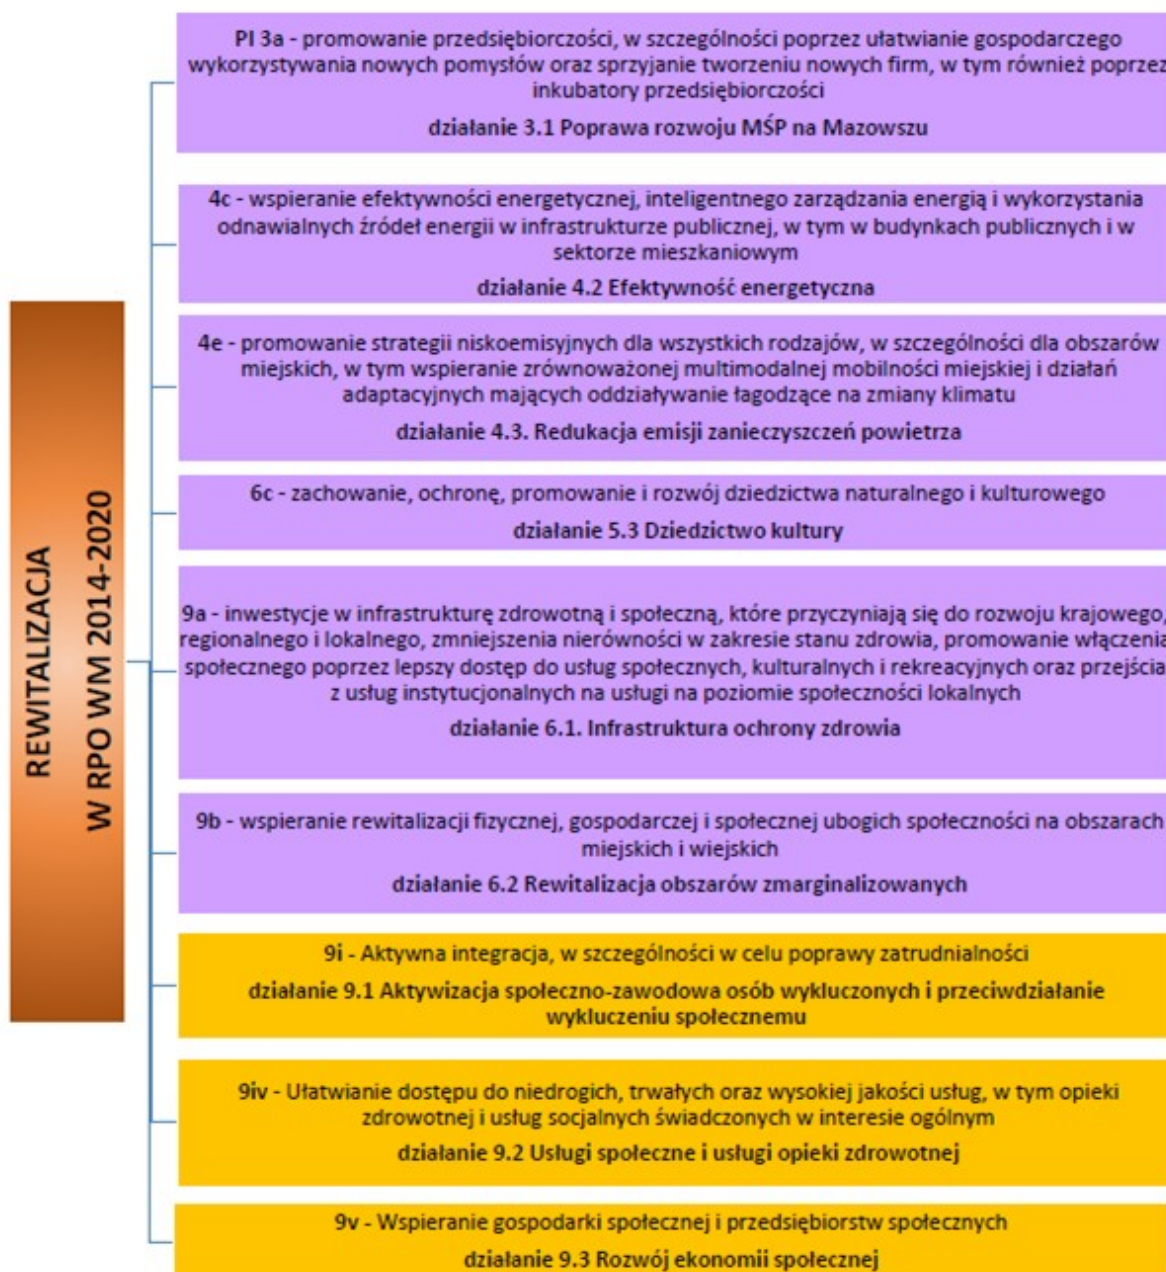 REWITALIZACJA
W RPO WM 2014-2020
PI 3a - promowanie przedsiębiorczości, w szczególności poprzez ułatwianie gospodarczego
wykorzystywania nowych pomysłów oraz sprzyjanie tworzeniu nowych firm, w tym również poprzez
inkubatory przedsiębiorczości
działanie 3.1 Poprawa rozwoju MŚP na Mazowszu
4c - wspieranie efektywności energetycznej, inteligentnego zarządzania energią i wykorzystania
odnawialnych źródeł energii w infrastrukturze publicznej, w tym w budynkach publicznych i w
sektorze mieszkaniowym
działanie 4.2 Efektywność energetyczna
4e - promowanie strategii niskoemisyjnych dla wszystkich rodzajów, w szczególności dla obszarów
miejskich, w tym wspieranie zrównoważonej multimodalnej mobilności miejskiej i działań
adaptacyjnych mających oddziaływanie łagodzące na zmiany klimatu
działanie 4.3. Redukacja emisji zanieczyszczeń powietrza
6c - zachowanie, ochronę, promowanie i rozwój dziedzictwa naturalnego i kulturowego
działanie 5.3 Dziedzictwo kultury
9a - inwestycje w infrastrukturę zdrowotną i społeczną, które przyczyniają się do rozwoju krajowego,
regionalnego i lokalnego, zmniejszenia nierówności w zakresie stanu zdrowia, promowanie włączenia
społecznego poprzez lepszy dostęp do usług społecznych, kulturalnych i rekreacyjnych oraz przejścia
z usług instytucjonalnych na usługi na poziomie społeczności lokalnych
działanie 6.1. Infrastruktura ochrony zdrowia
9b - wspieranie rewitalizacji fizycznej, gospodarczej i społecznej ubogich społeczności na obszarach
miejskich i wiejskich
działanie 6.2 Rewitalizacja obszarów zmarginalizowanych
9i - Aktywna integracja, w szczególności w celu poprawy zatrudnialności
działanie 9.1 Aktywizacja społeczno-zawodowa osób wykluczonych i przeciwdziałanie
wykluczeniu społecznemu
9iv - Ułatwianie dostępu do niedrogich, trwałych oraz wysokiej jakości usług, w tym opieki
zdrowotnej i usług socjalnych świadczonych w interesie ogólnym
działanie 9.2 Usługi społeczne i usługi opieki zdrowotnej
9v - Wspieranie gospodarki społecznej i przedsiębiorstw społecznych
działanie 9.3 Rozwój ekonomii społecznej